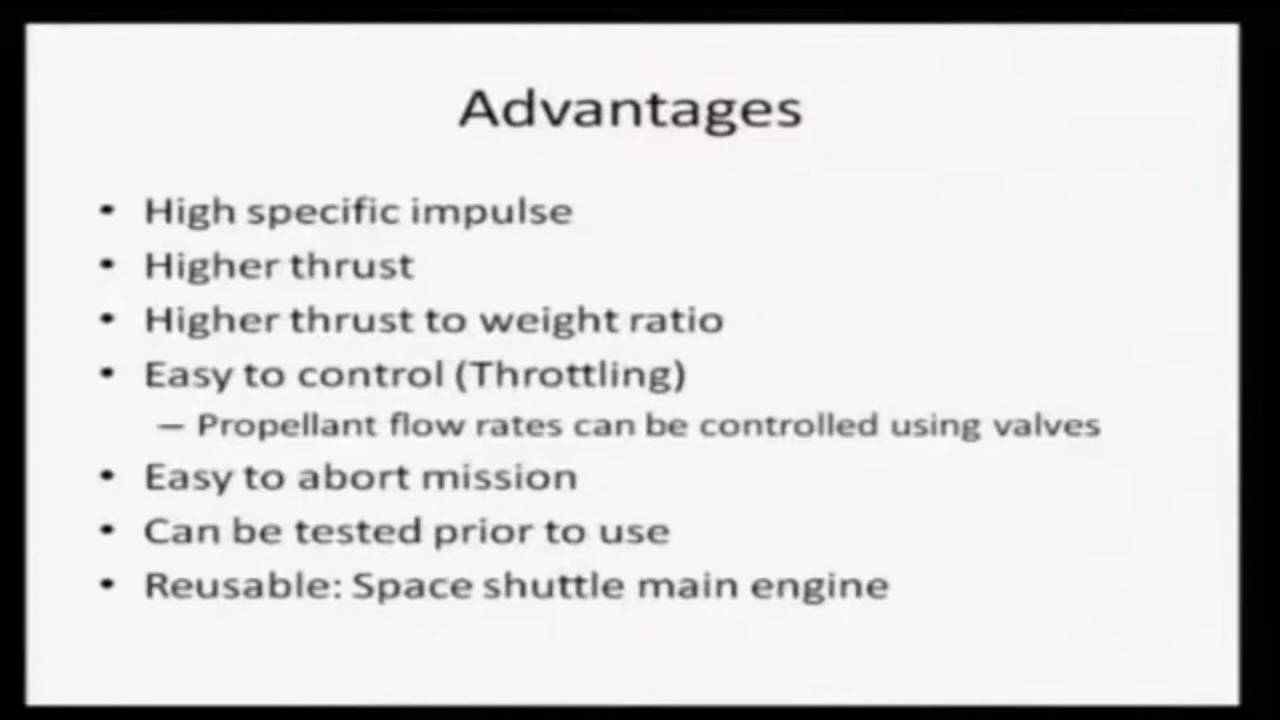 Advantages
• High specific impulse
• Higher thrust
• Higher thrust to weight ratio
• Easy to control (Throttling)
– Propellant flow rates can be controlled using valves
• Easy to abort mission
• Can be tested prior to use
• Reusable: Space shuttle main engine